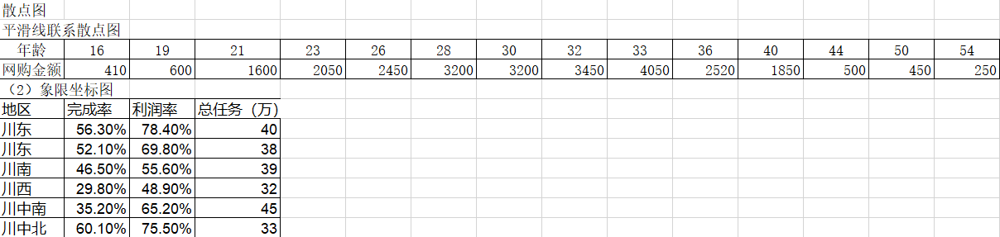 散点图
平滑线联系散点图
年龄 16 19 21 23 26 28 30 32 33 36 40 44 50 54
网购金额 410 600 1600 2050 2450 3200 3200 3450 4050 2520 1850 500 450 250
（2）象限坐标图
地区 完成率 利润率 总任务（万）
川东 56.30% 78.40% 40
川东 52.10% 69.80% 38
川南 46.50% 55.60% 39
川西 29.80% 48.90% 32
川中南 35.20% 65.20% 45
川中北 60.10% 75.50% 33